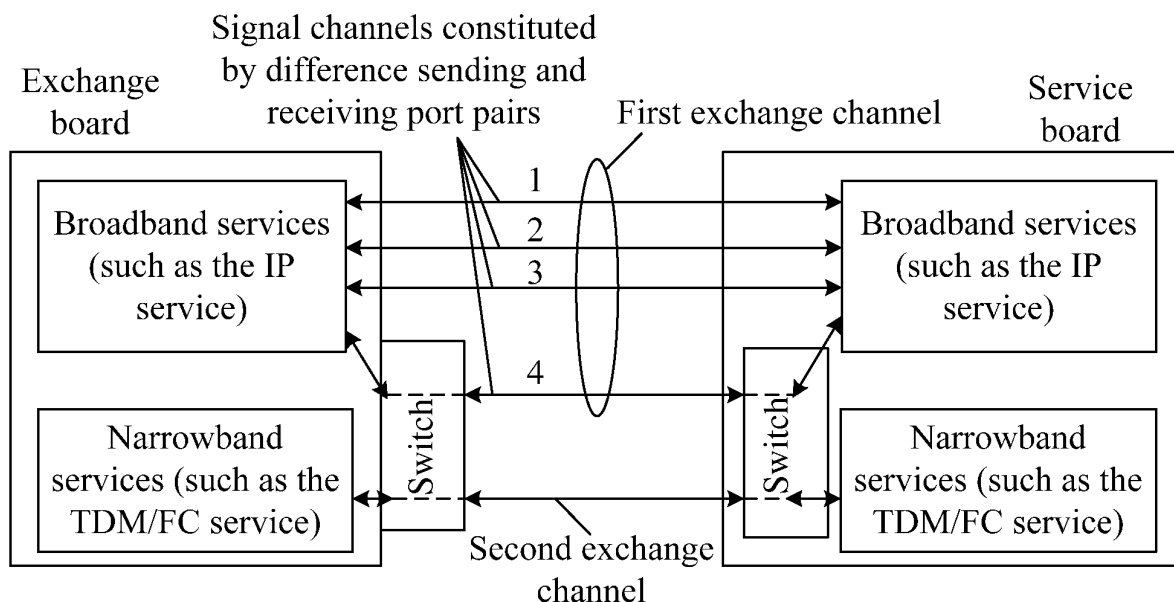 Signal channels constituted
by difference sending and
receiving port pairs
Exchange
board
First exchange channel
Service
board
1
2
3
4
Broadband services
(such as the IP
service)
Broadband services
(such as the IP
service)
Switch
Switch
Narrowband
services (such as the
TDM/FC service)
Narrowband
services (such as the
TDM/FC service)
Second exchange
channel